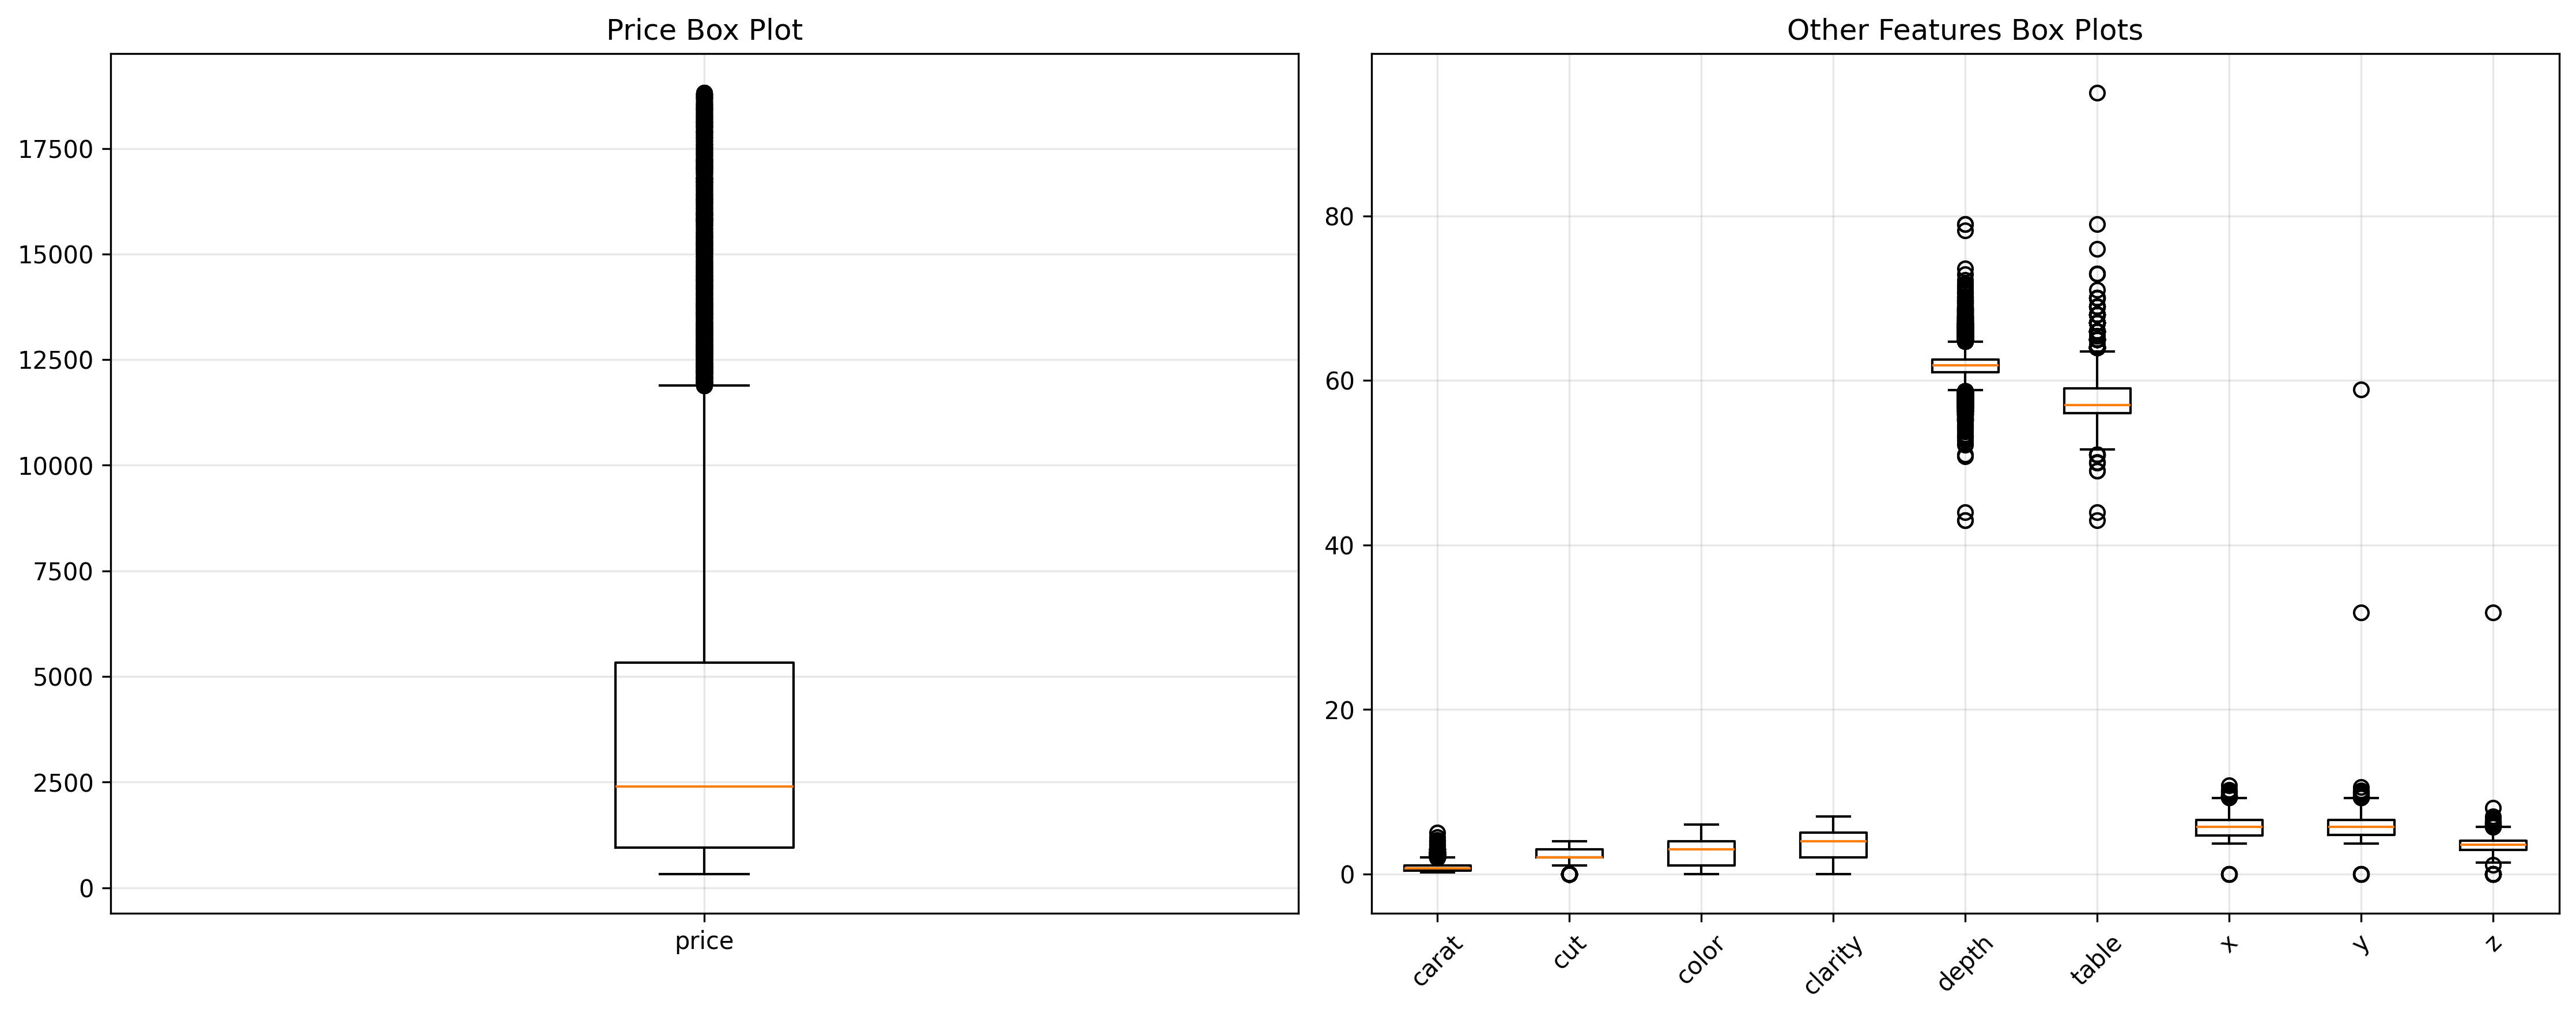 Price Box Plot
17500
15000
12500
10000
7500
5000
2500
0
price
Other Features Box Plots
80
60
40
20
0
carat
cut
color
clarity
depth
table
x
y
z